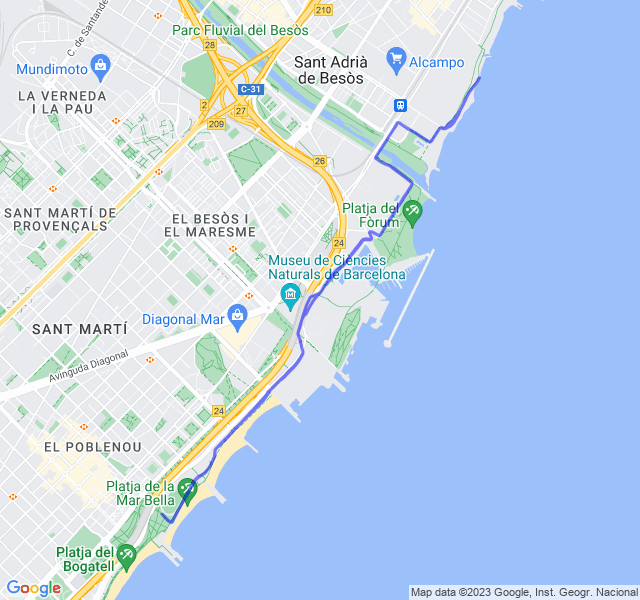 210
C. de Santander
Parc Fluvial del Besòs
28
Sant Adrià
de Besòs
Alcampo
Mundimoto
C-31
LA VERNEDA
I LA PAU
2
27
209
26
SANT MARTÍ DE
PROVENÇALS
EL BESÒS I
EL MARESME
Platja del
Fòrum
24
Museu de Ciències
Naturals de Barcelona
Diagonal Mar
SANT MARTÍ
Avinguda Diagonal
24
EL POBLENOU
Platja de la
Mar Bella
Platja del
Bogatell
Google
Map data ©2023 Google, Inst. Geogr. Nacional